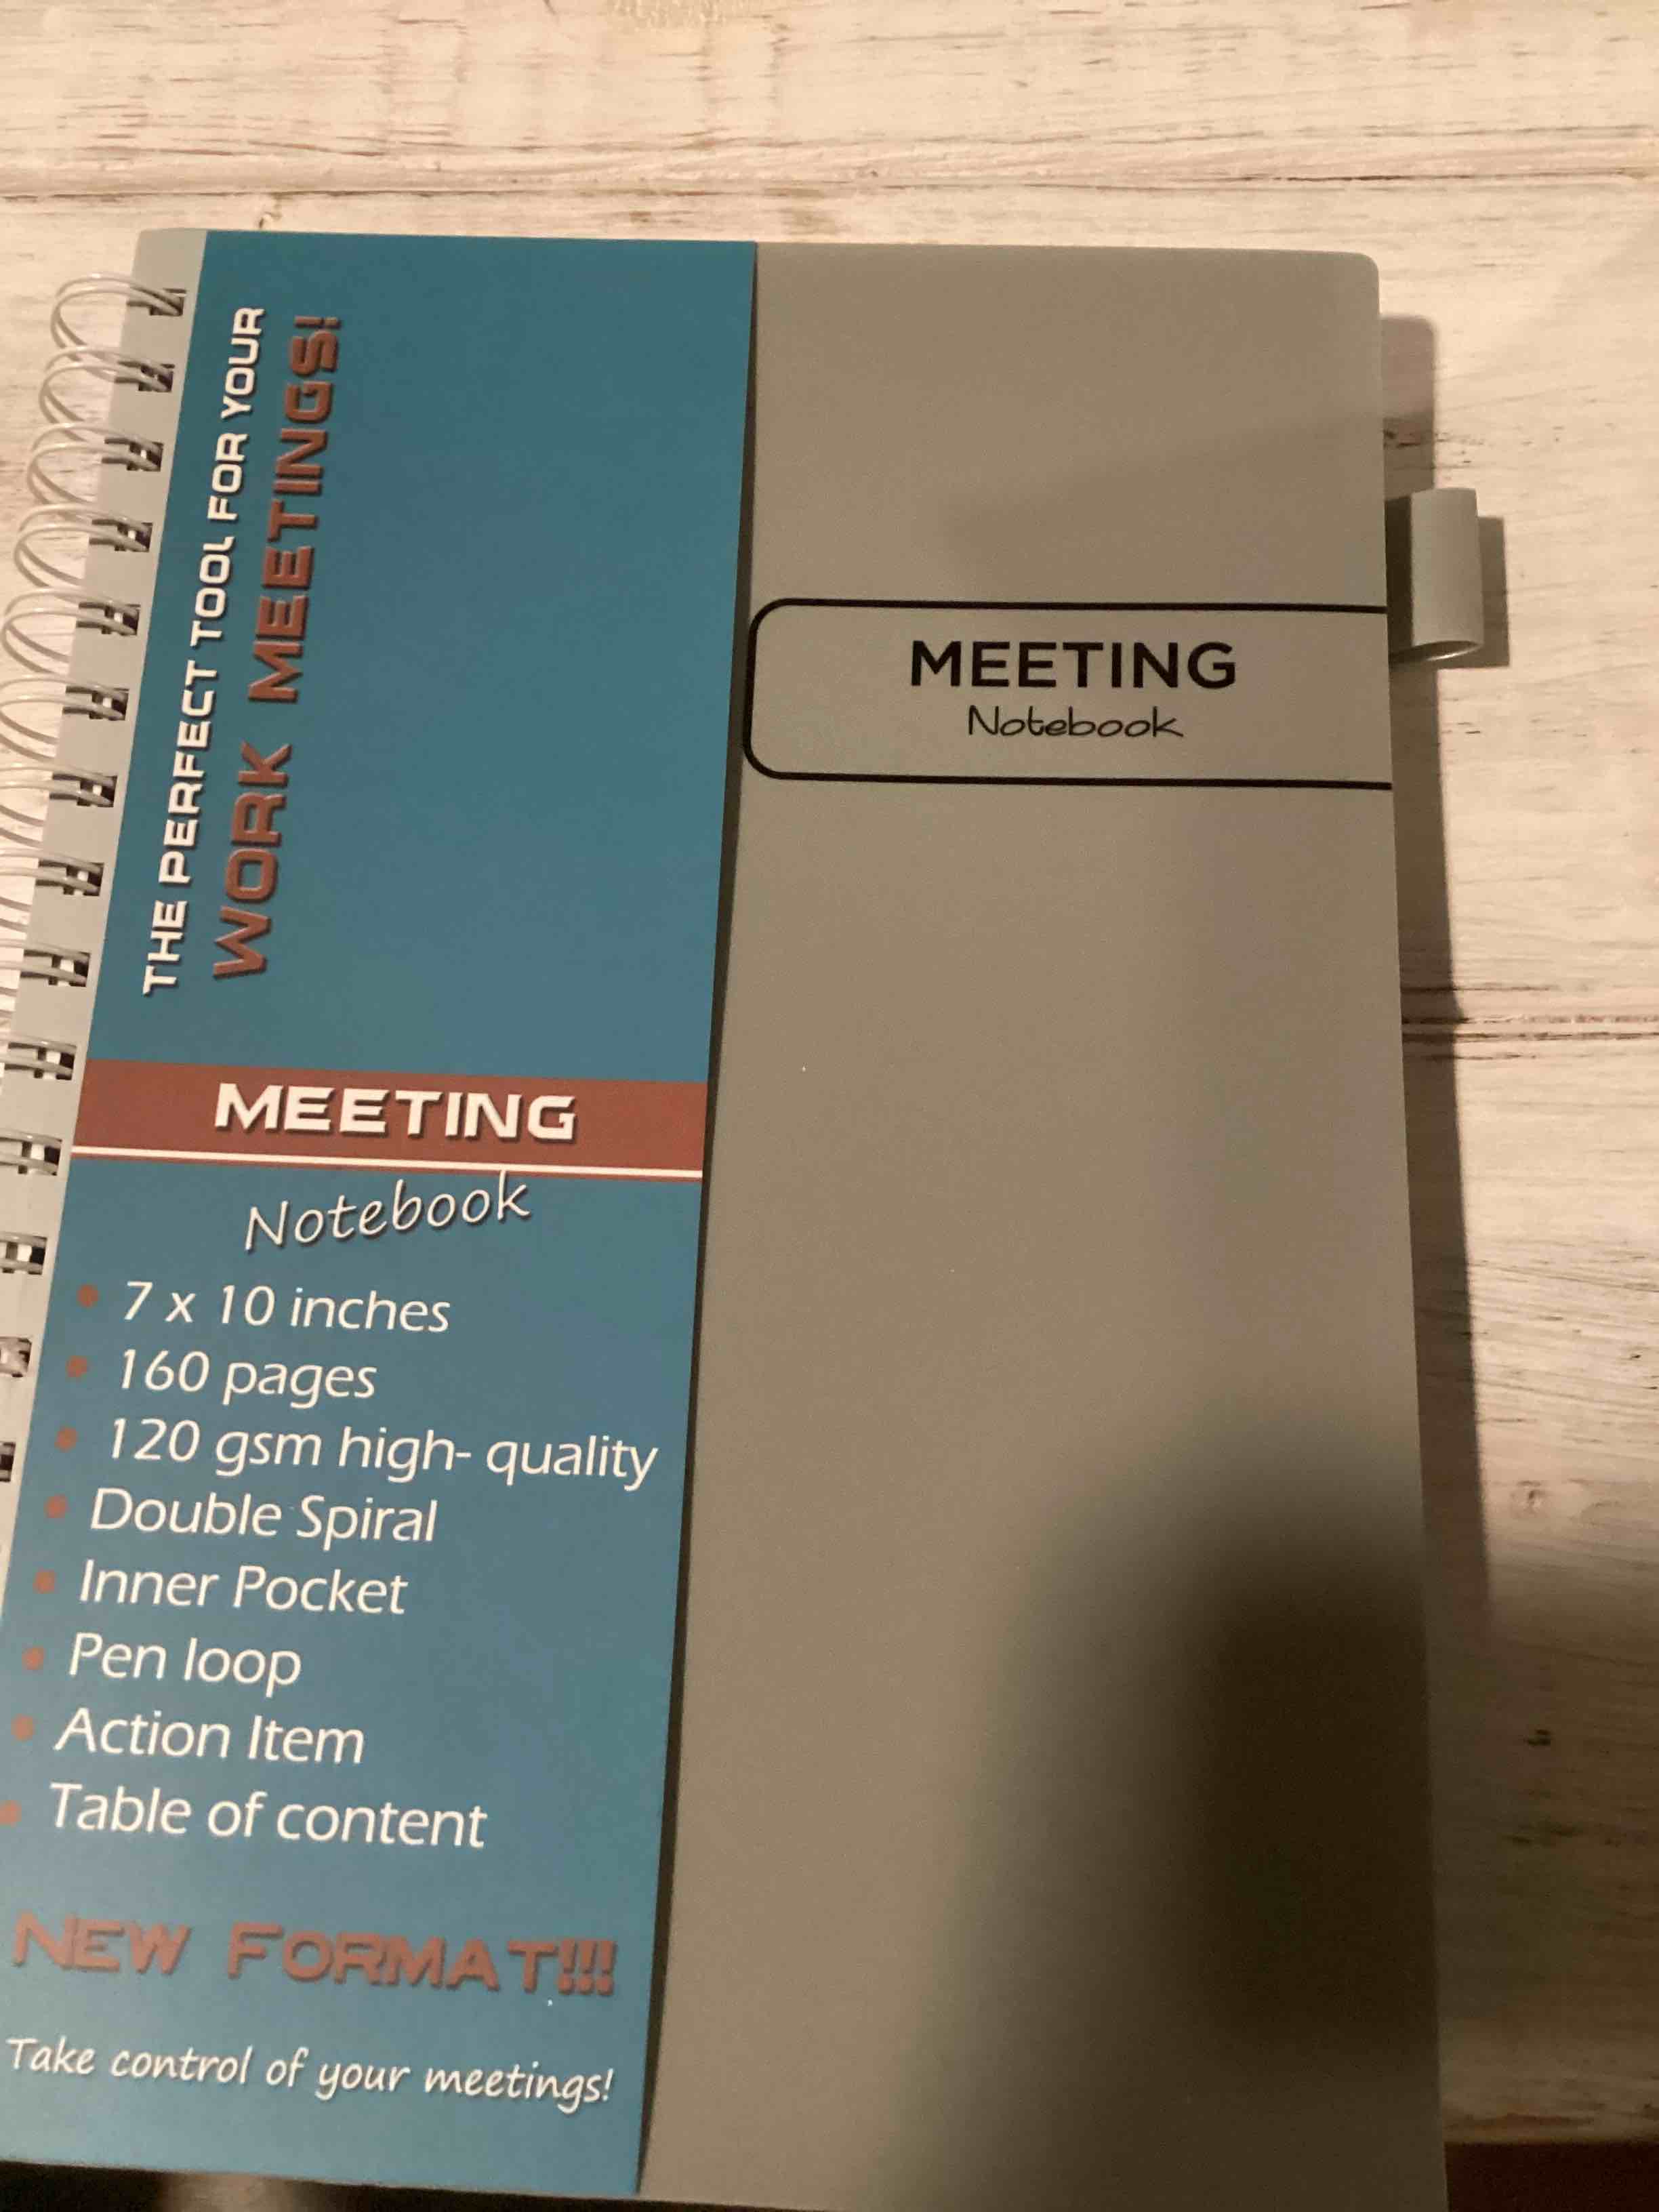 THE PERFECT TOOL FOR YOUR
WORK MEETINGS!
MEETING
Notebook
• 7 x 10 inches
• 160 pages
• 120 gsm high- quality
• Double Spiral
• Inner Pocket
• Pen loop
• Action Item
• Table of content
NEW FORMAT!!!
Take control of your meetings!
MEETING
Notebook